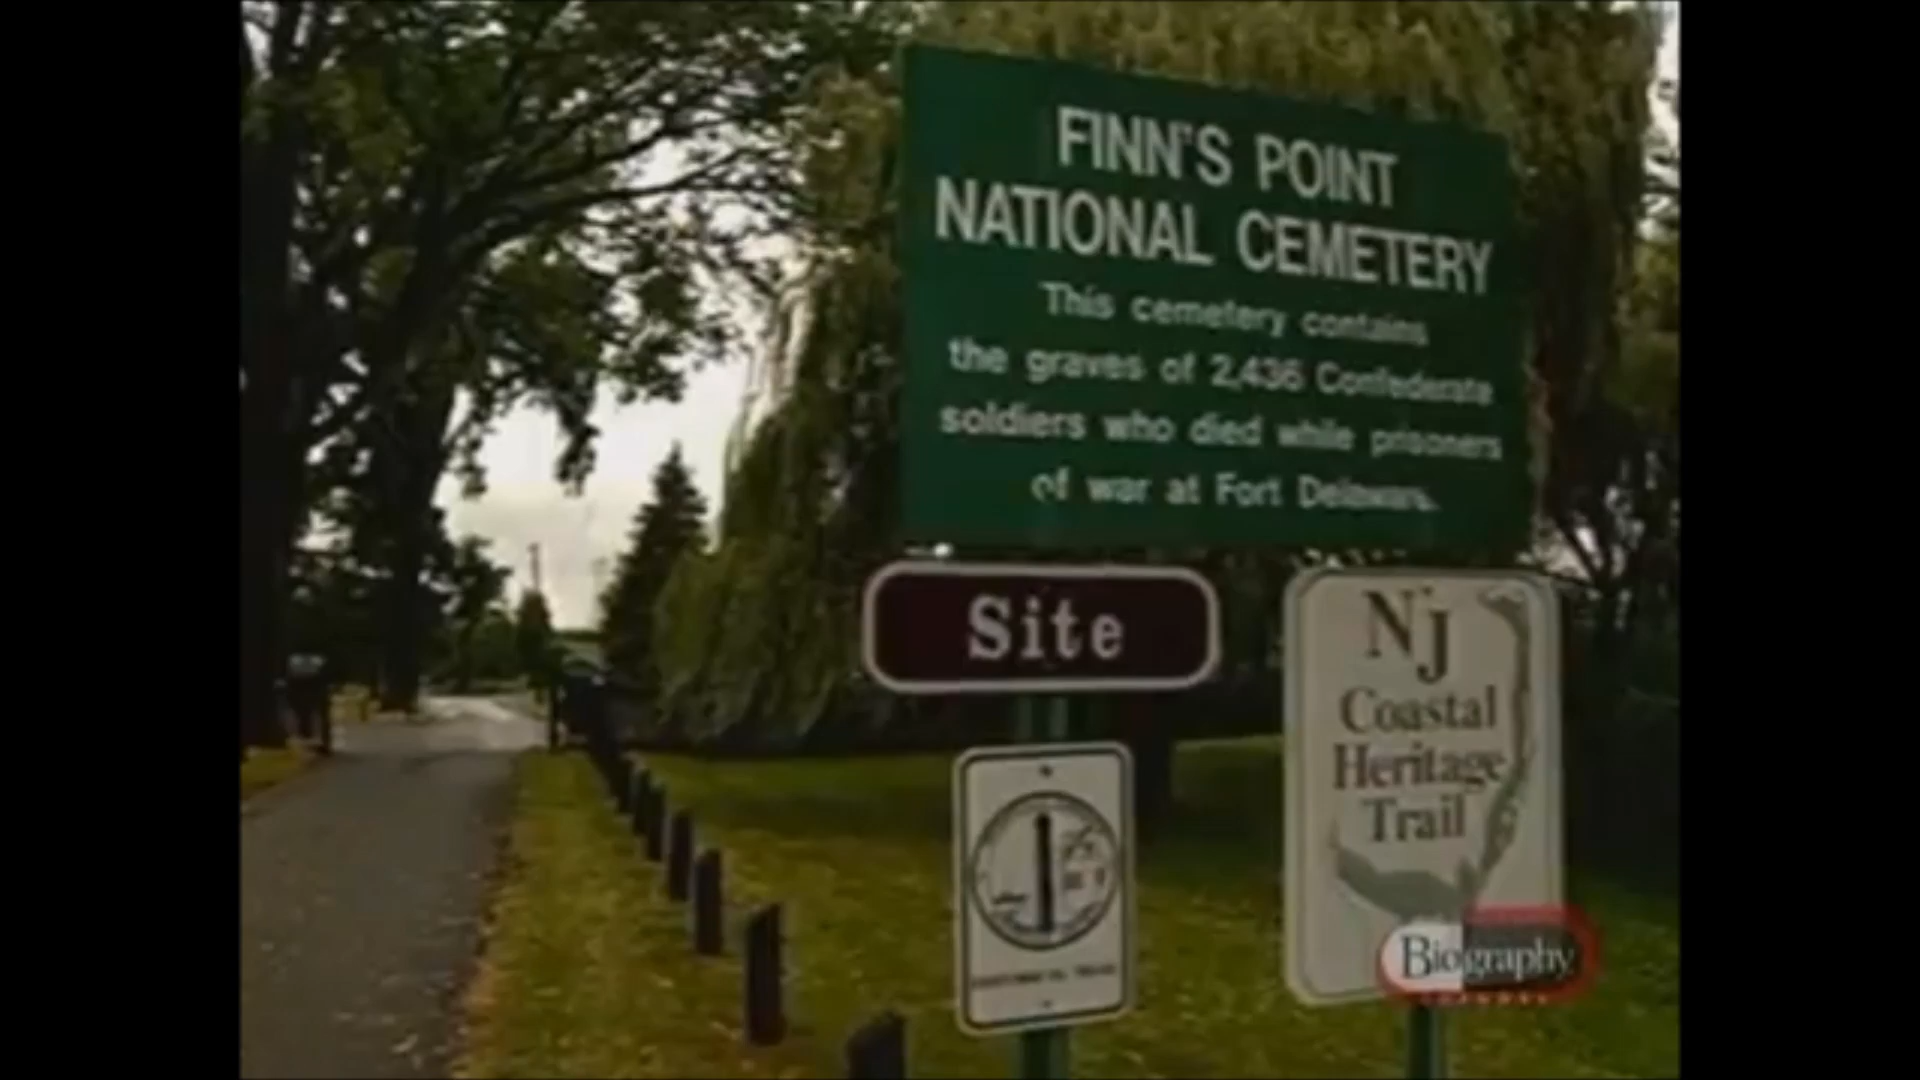 FINN'S POINT
NATIONAL CEMETERY
This cemetery contains
the graves of 2,436 Confederate
soldiers who died while prisoners
of war at Fort Delaware.
Site
NJ
Coastal
Heritage
Trail
Biography
CHANNEL